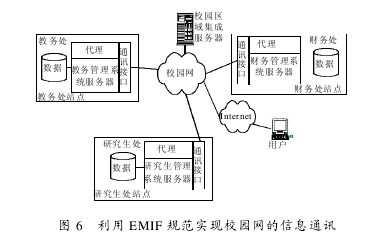 校园区
域集成
服务器
教务处
代理
数据
教务管理系
统服务器
通讯接口
教务处站点
校园网
财务处
通讯接口
代理
财务管理系
统服务器
数据
财务处站点
Internet
用户
研究生处
代理
数据
研究生管理
系统服务器
通讯接口
研究生处站点
图 6 利用 EMIF 规范实现校园网的信息通讯